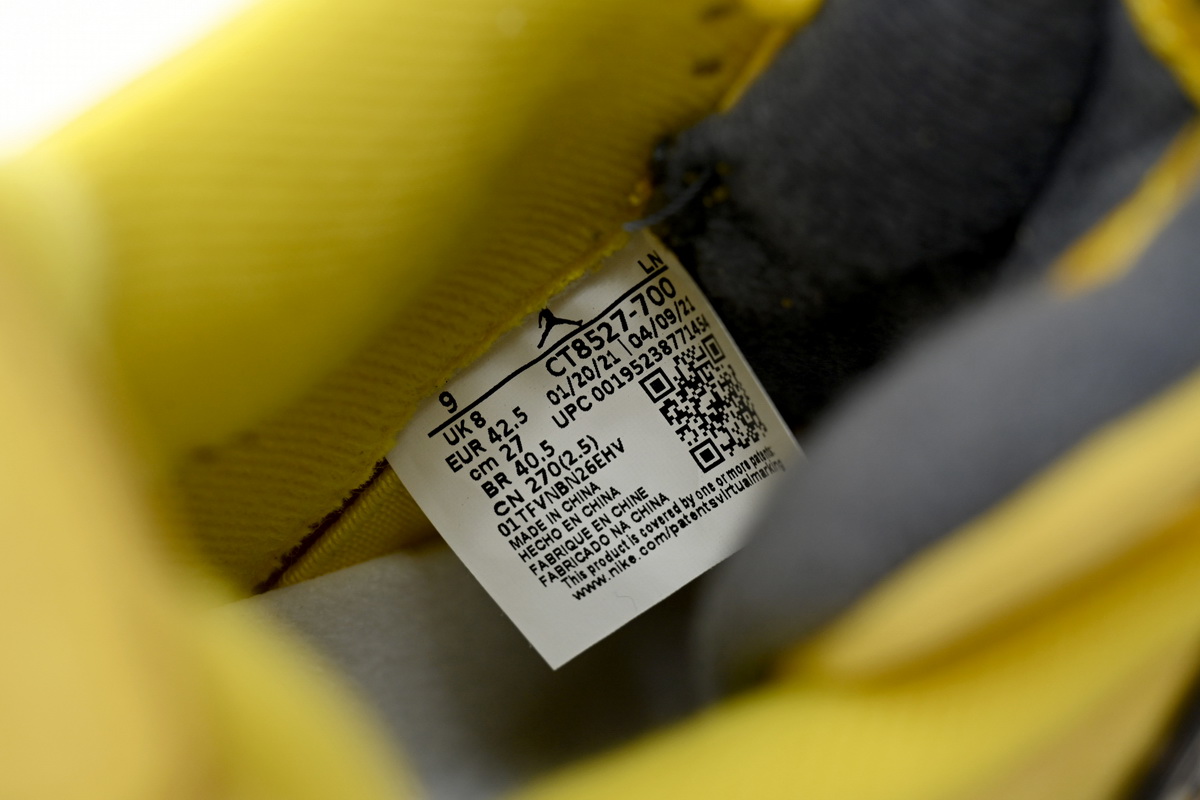 9 LN
UK 8 CT8527-700
EUR 42.5 01/20/21 | 04/09/21
cm 27 UPC 00195238771454
BR 40.5
CN 270(2.5)
01TFVNBN26EHV
MADE IN CHINA
HECHO EN CHINA
FABRIQUE EN CHINE
FABRICADO NA CHINA
This product is covered by one or more patents
www.nike.com/patentsvirtualmarking